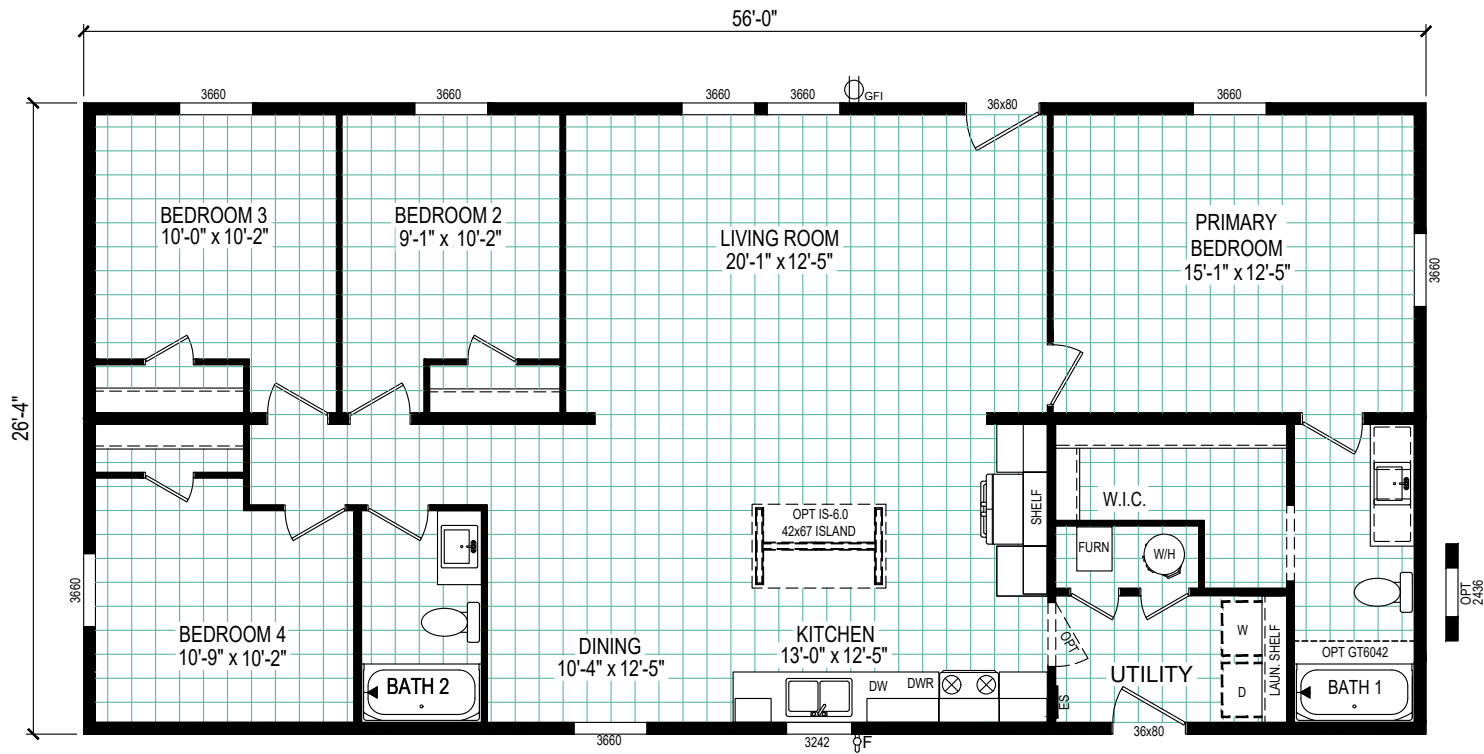 56'-0"
26'-4"
3660
3660
3660
3660
GFI
36x80
3660
BEDROOM 3
10'-0" x 10'-2"
BEDROOM 2
9'-1" x 10'-2"
LIVING ROOM
20'-1" x 12'-5"
PRIMARY
BEDROOM
15'-1" x 12'-5"
3660
OPT IS-6.0
42x67 ISLAND
SHELF
W.I.C.
FURN
W/H
OPT
2436
3660
BEDROOM 4
10'-9" x 10'-2"
BATH 2
DINING
10'-4" x 12'-5"
KITCHEN
13'-0" x 12'-5"
DW
DWR
OPT
ES
UTILITY
W
D
LAUN. SHELF
OPT GT6042
BATH 1
3660
3242
F
36x80